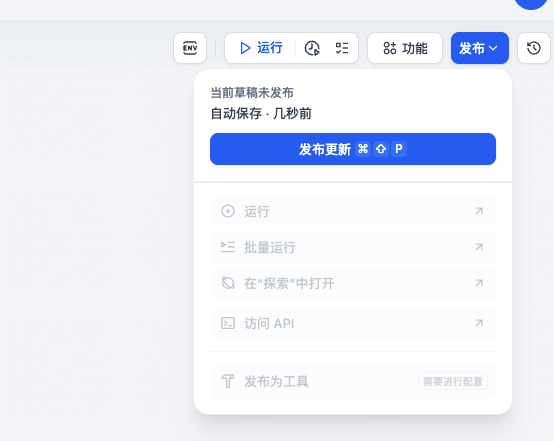 ENV 运行 功能 发布
当前草稿未发布
自动保存 · 几秒前
发布更新 ⌘ ⇧ P
运行
批量运行
在“探索”中打开
访问 API
发布为工具 需要进行配置